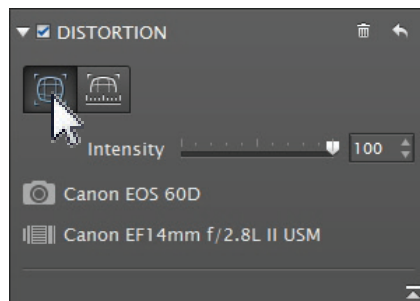 DISTORTION
Intensity 100
Canon EOS 60D
Canon EF14mm f/2.8L II USM